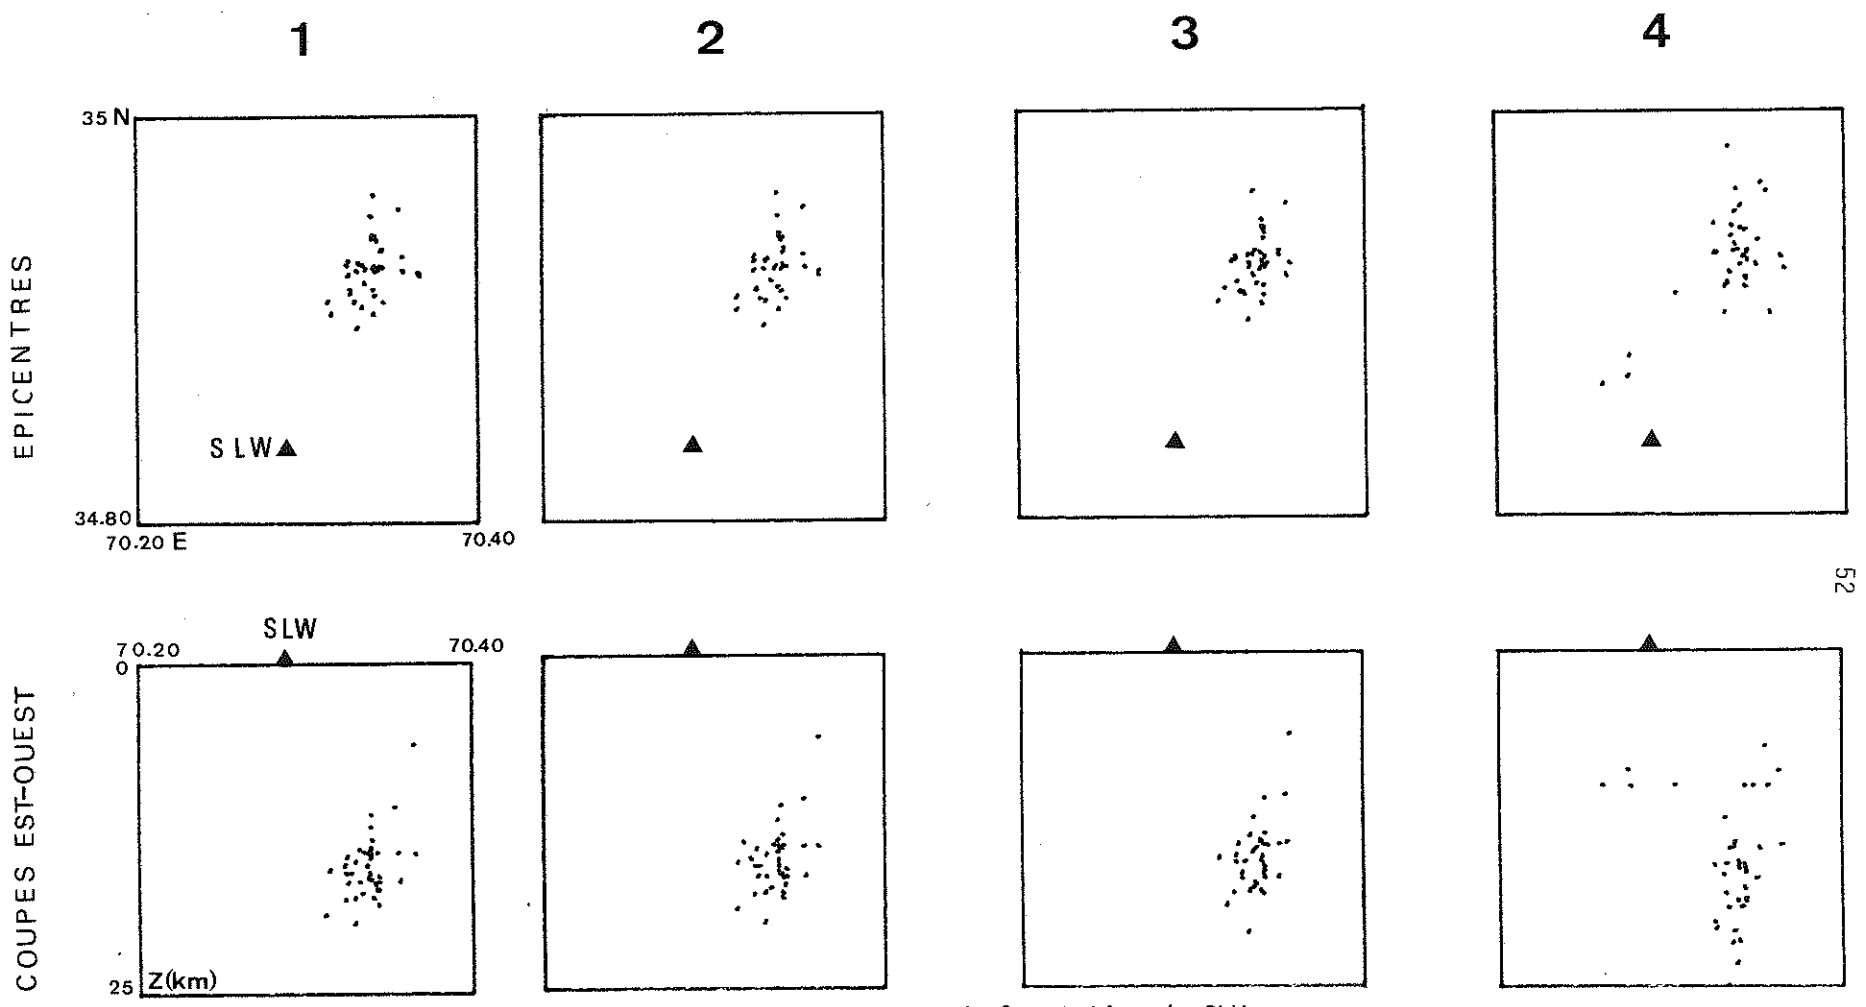 1 2 3 4
35 N
EPICENTRES
SLW
34.80
70.20 E 70.40
52
SLW
70.20 70.40
0
COUPES EST-OUEST
25 Z(km)